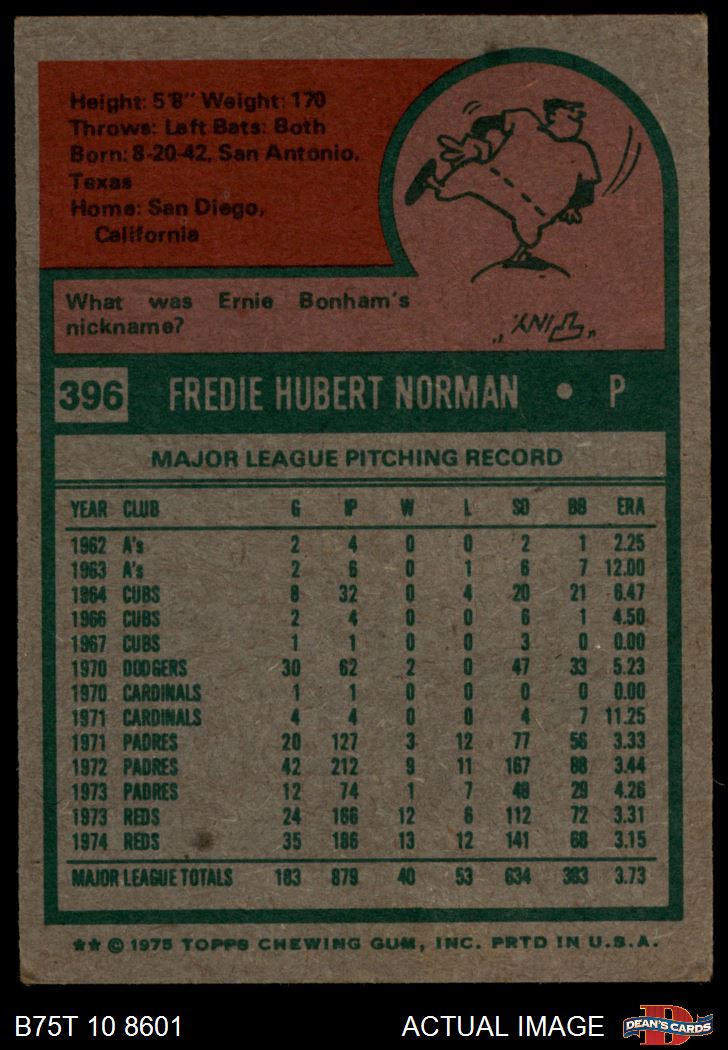 Height: 5'8" Weight: 170
Throws: Left Bats: Both
Born: 8-20-42, San Antonio,
Texas
Home: San Diego,
California
What was Ernie Bonham's
nickname?
"TINY"
396 FREDIE HUBERT NORMAN • P
MAJOR LEAGUE PITCHING RECORD
YEAR CLUB G IP W L SO BB ERA
1962 A's 2 4 0 0 2 1 2.25
1963 A's 2 6 0 1 6 7 12.00
1964 CUBS 8 32 0 4 20 21 6.47
1966 CUBS 2 4 0 0 6 1 4.50
1967 CUBS 1 1 0 0 3 0 0.00
1970 DODGERS 30 62 2 0 47 33 5.23
1970 CARDINALS 1 1 0 0 0 0 0.00
1971 CARDINALS 4 4 0 0 4 7 11.25
1971 PADRES 20 127 3 12 77 56 3.33
1972 PADRES 42 212 9 11 167 88 3.44
1973 PADRES 12 74 1 7 49 29 4.26
1973 REDS 24 166 12 6 112 72 3.31
1974 REDS 35 186 13 12 141 68 3.15
MAJOR LEAGUE TOTALS 183 879 40 53 634 383 3.73
** © 1975 TOPPS CHEWING GUM, INC. PRTD IN U.S.A.
B75T 10 8601 ACTUAL IMAGE DEAN'S CARDS